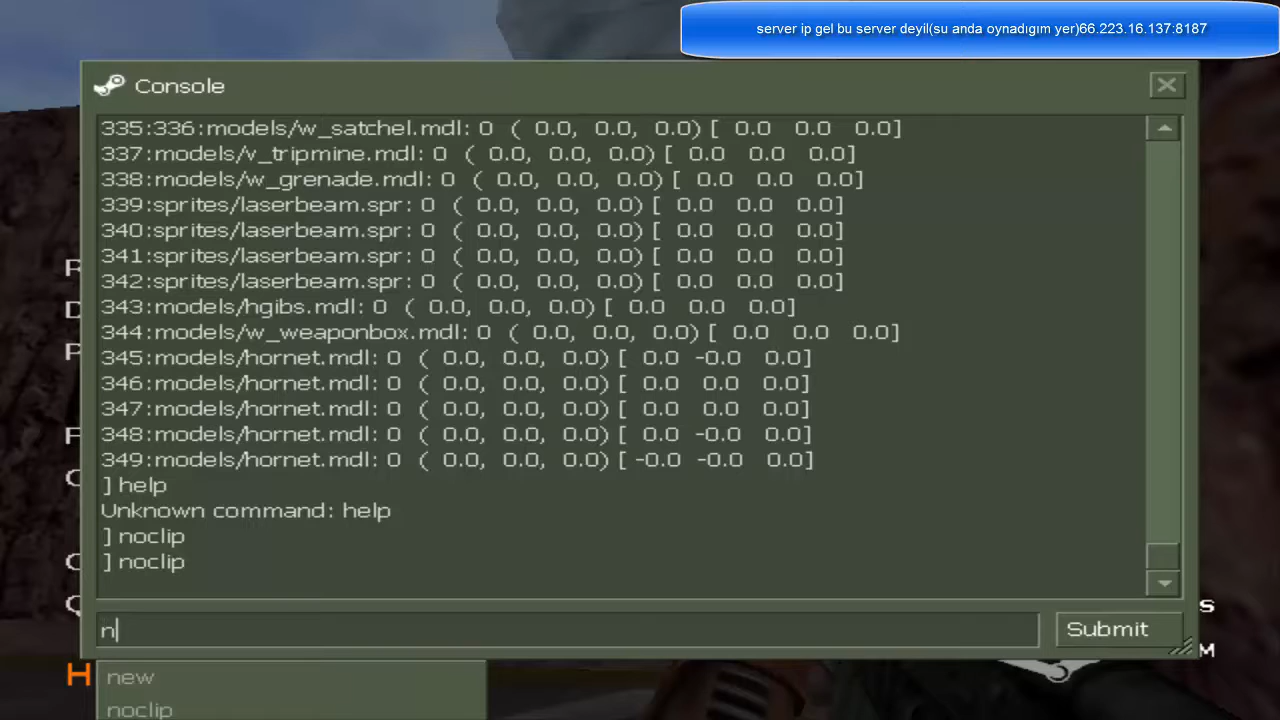 server ip gel bu server deyil(su anda oynadıgım yer)66.223.16.137:8187
Console
335:336:models/w_satchel.mdl: 0 ( 0.0, 0.0, 0.0) [ 0.0 0.0 0.0]
337:models/v_tripmine.mdl: 0 ( 0.0, 0.0, 0.0) [ 0.0 0.0 0.0]
338:models/w_grenade.mdl: 0 ( 0.0, 0.0, 0.0) [ 0.0 0.0 0.0]
339:sprites/laserbeam.spr: 0 ( 0.0, 0.0, 0.0) [ 0.0 0.0 0.0]
340:sprites/laserbeam.spr: 0 ( 0.0, 0.0, 0.0) [ 0.0 0.0 0.0]
341:sprites/laserbeam.spr: 0 ( 0.0, 0.0, 0.0) [ 0.0 0.0 0.0]
342:sprites/laserbeam.spr: 0 ( 0.0, 0.0, 0.0) [ 0.0 0.0 0.0]
343:models/hgibs.mdl: 0 ( 0.0, 0.0, 0.0) [ 0.0 0.0 0.0]
344:models/w_weaponbox.mdl: 0 ( 0.0, 0.0, 0.0) [ 0.0 0.0 0.0]
345:models/hornet.mdl: 0 ( 0.0, 0.0, 0.0) [ 0.0 -0.0 0.0]
346:models/hornet.mdl: 0 ( 0.0, 0.0, 0.0) [ 0.0 0.0 0.0]
347:models/hornet.mdl: 0 ( 0.0, 0.0, 0.0) [ 0.0 0.0 0.0]
348:models/hornet.mdl: 0 ( 0.0, 0.0, 0.0) [ 0.0 -0.0 0.0]
349:models/hornet.mdl: 0 ( 0.0, 0.0, 0.0) [ -0.0 -0.0 0.0]
] help
Unknown command: help
] noclip
] noclip
n
Submit
H
new
noclip